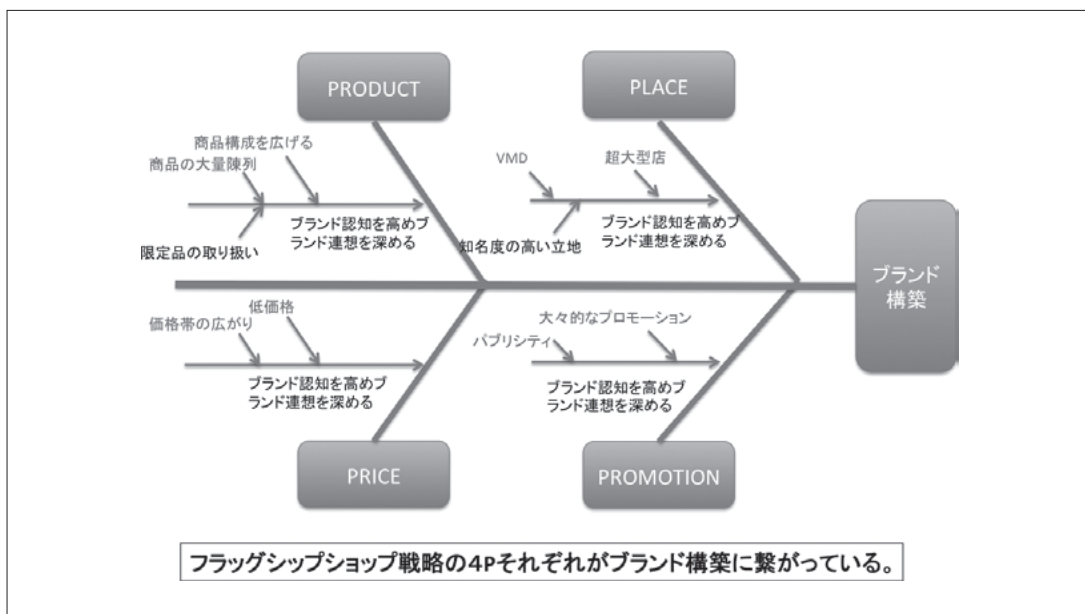 PRODUCT
PLACE
商品構成を広げる
商品の大量陳列
ブランド認知を高めブ
ランド連想を深める
限定品の取り扱い
VMD
超大型店
ブランド認知を高めブ
ランド連想を深める
知名度の高い立地
ブランド
構築
低価格
価格帯の広がり
ブランド認知を高めブ
ランド連想を深める
大々的なプロモーション
パブリシティ
ブランド認知を高めブ
ランド連想を深める
PRICE
PROMOTION
フラッグシップショップ戦略の4Pそれぞれがブランド構築に繋がっている。